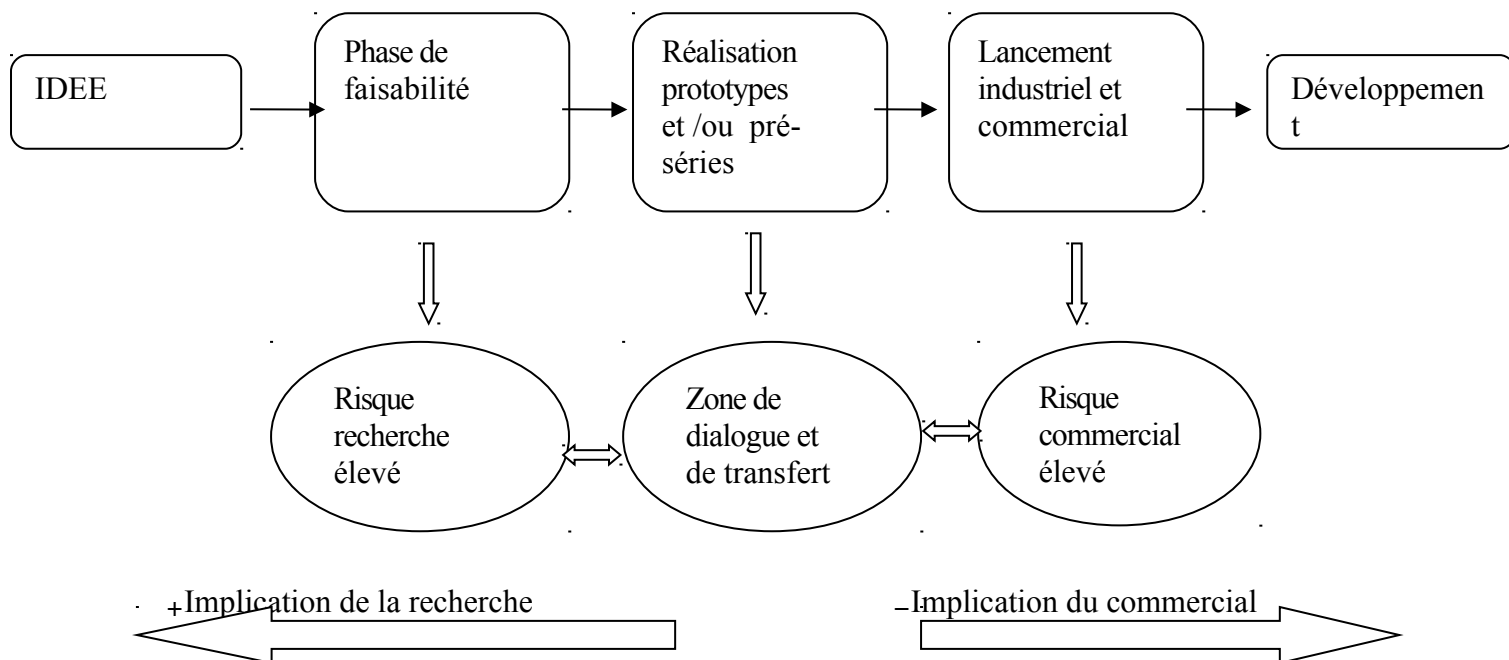 IDEE
Phase de
faisabilité
Réalisation
prototypes
et /ou pré-
séries
Lancement
industriel et
commercial
Développemen
t
Risque
recherche
élevé
Zone de
dialogue et
de transfert
Risque
commercial
élevé
+Implication de la recherche
–Implication du commercial